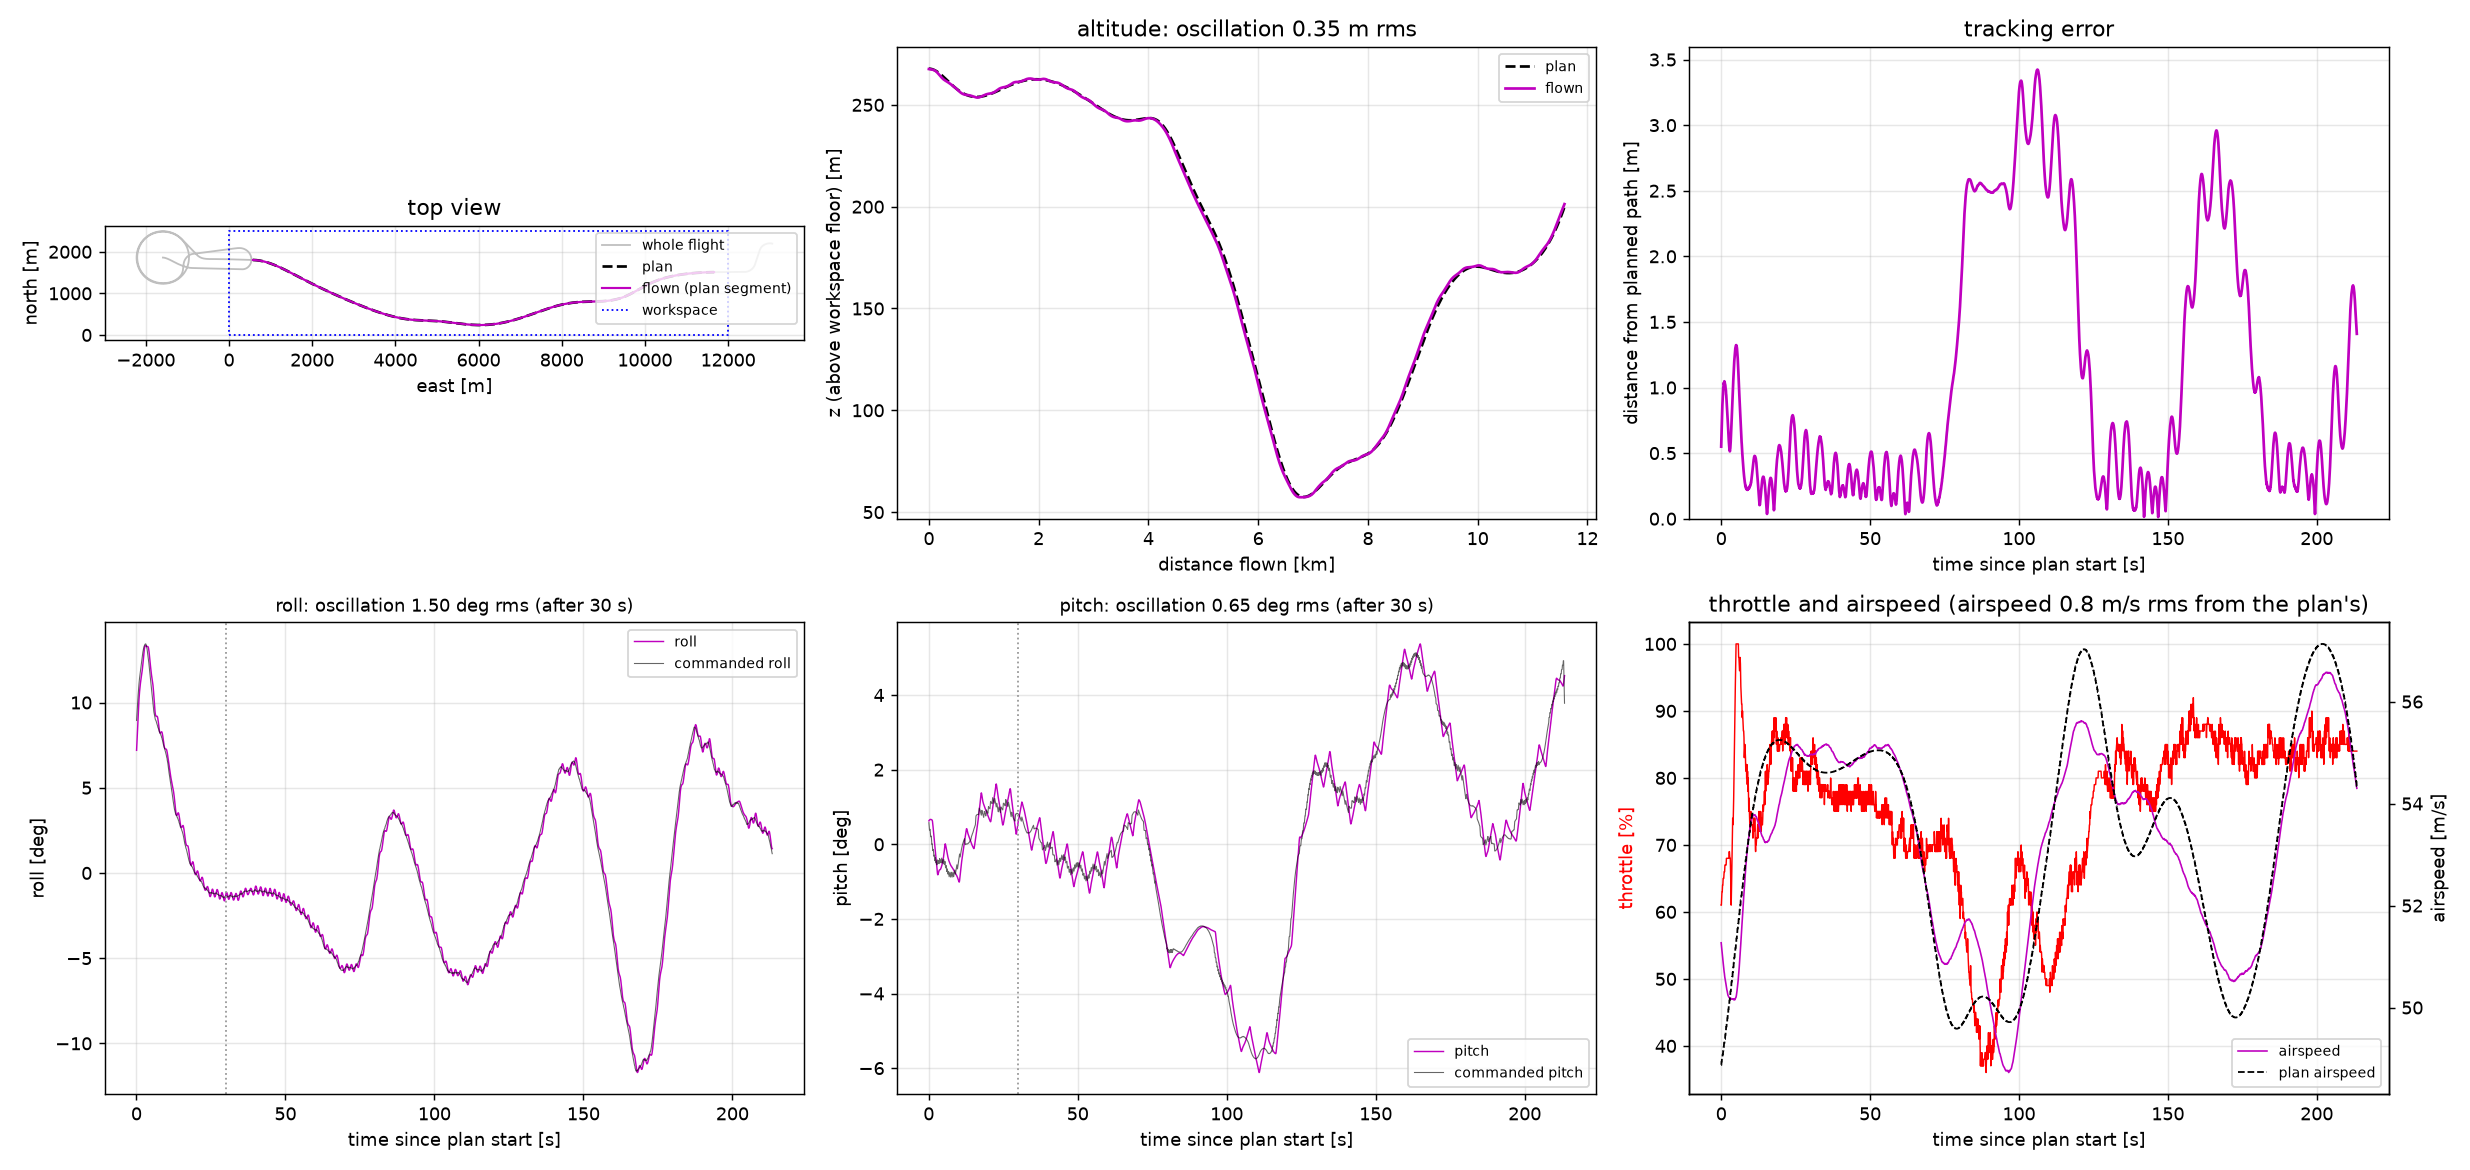 top view
north [m]
2000
1000
0
−2000
0
2000
4000
6000
8000
10000
12000
east [m]
whole flight
plan
flown (plan segment)
workspace
altitude: oscillation 0.35 m rms
z (above workspace floor) [m]
250
200
150
100
50
0
2
4
6
8
10
12
distance flown [km]
plan
flown
tracking error
distance from planned path [m]
3.5
3.0
2.5
2.0
1.5
1.0
0.5
0.0
0
50
100
150
200
time since plan start [s]
roll: oscillation 1.50 deg rms (after 30 s)
roll [deg]
10
5
0
−5
−10
0
50
100
150
200
time since plan start [s]
roll
commanded roll
pitch: oscillation 0.65 deg rms (after 30 s)
pitch [deg]
4
2
0
−2
−4
−6
0
50
100
150
200
time since plan start [s]
pitch
commanded pitch
throttle and airspeed (airspeed 0.8 m/s rms from the plan's)
throttle [%]
100
90
80
70
60
50
40
0
50
100
150
200
time since plan start [s]
56
54
52
50
airspeed [m/s]
airspeed
plan airspeed